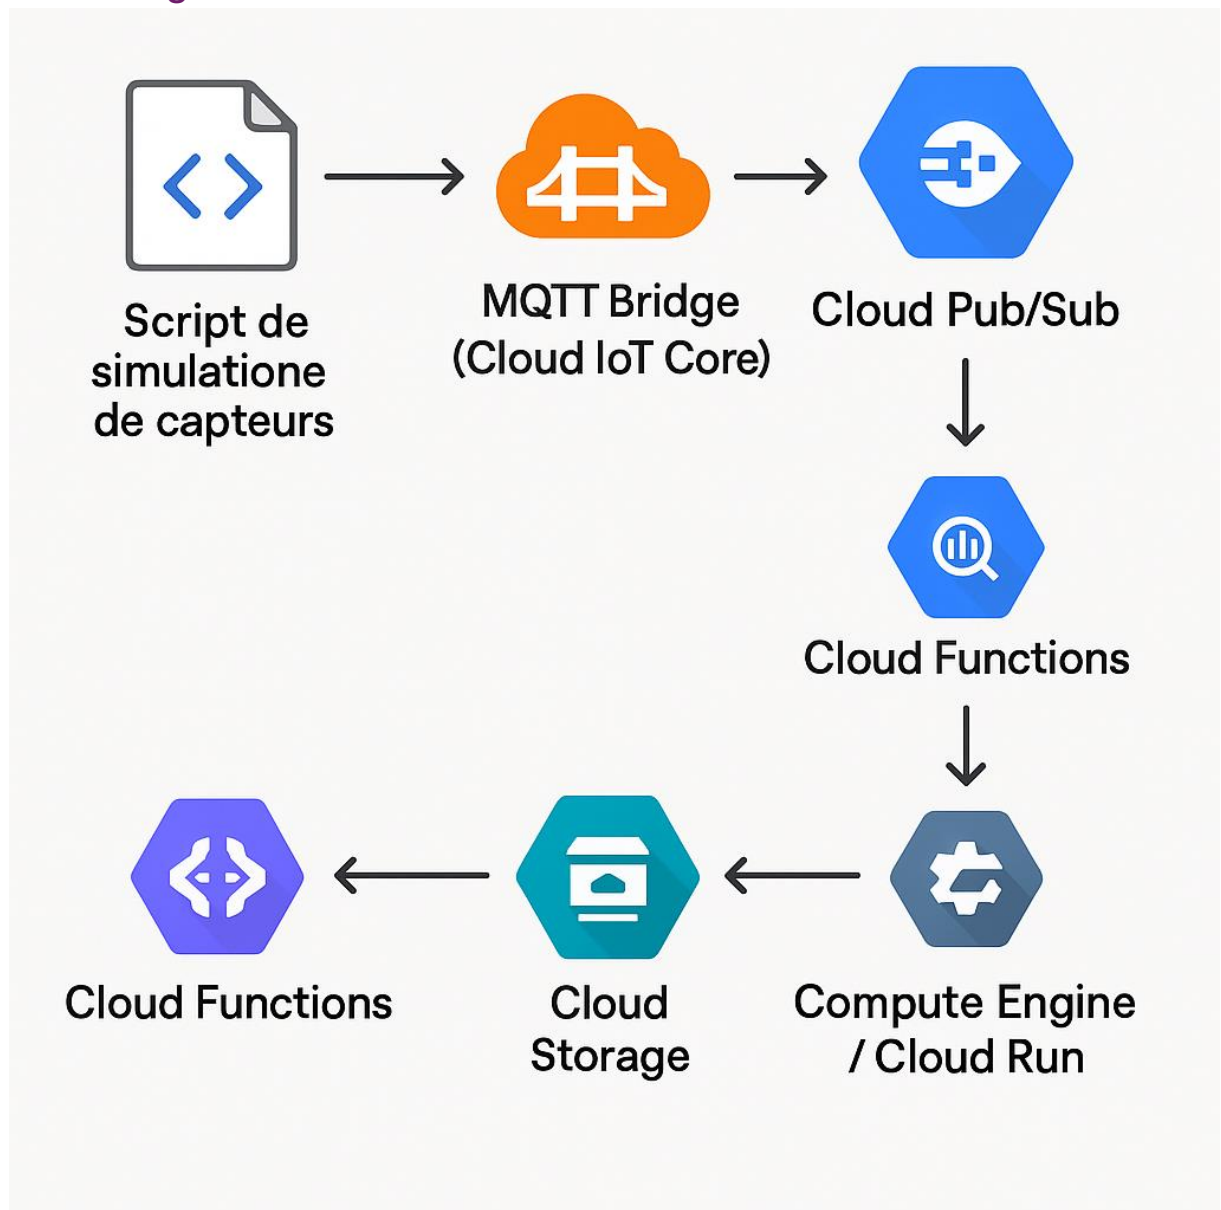 Script de
simulatione
de capteurs
MQTT Bridge
(Cloud IoT Core)
Cloud Pub/Sub
Cloud Functions
Cloud Functions
Cloud
Storage
Compute Engine
/ Cloud Run